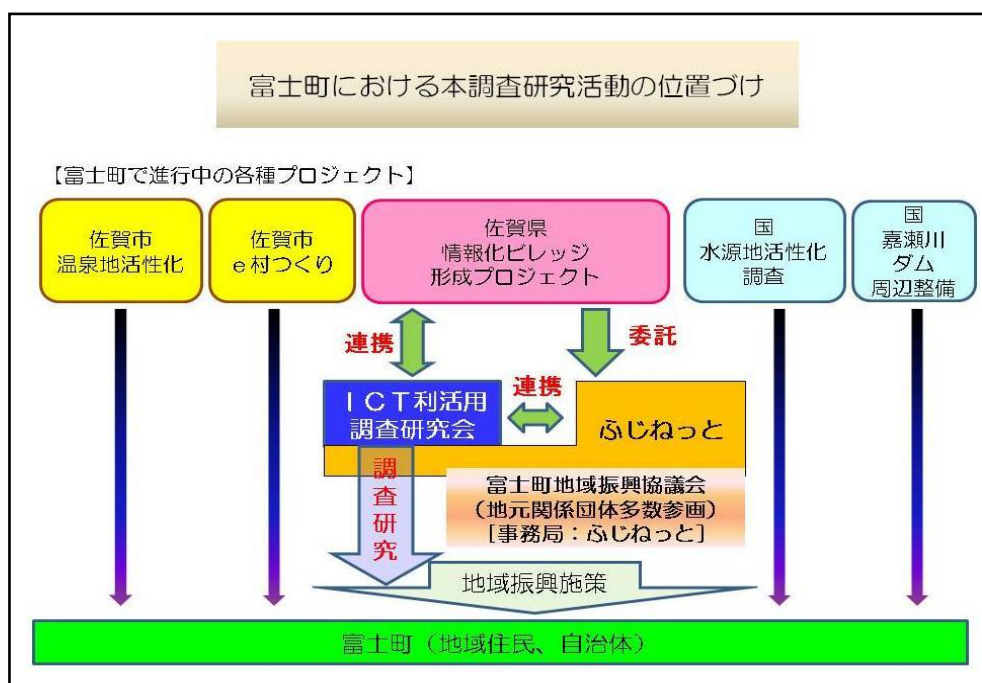 富士町における本調査研究活動の位置づけ
【富士町で進行中の各種プロジェクト】
佐賀市
温泉地活性化
佐賀市
e村つくり
佐賀県
情報化ビレッジ
形成プロジェクト
国
水源地活性化
調査
国
嘉瀬川
ダム
周辺整備
連携
委託
ICT利活用
調査研究会
連携
ふじねっと
調査研究
富士町地域振興協議会
(地元関係団体多数参画)
[事務局:ふじねっと]
地域振興施策
富士町(地域住民、自治体)